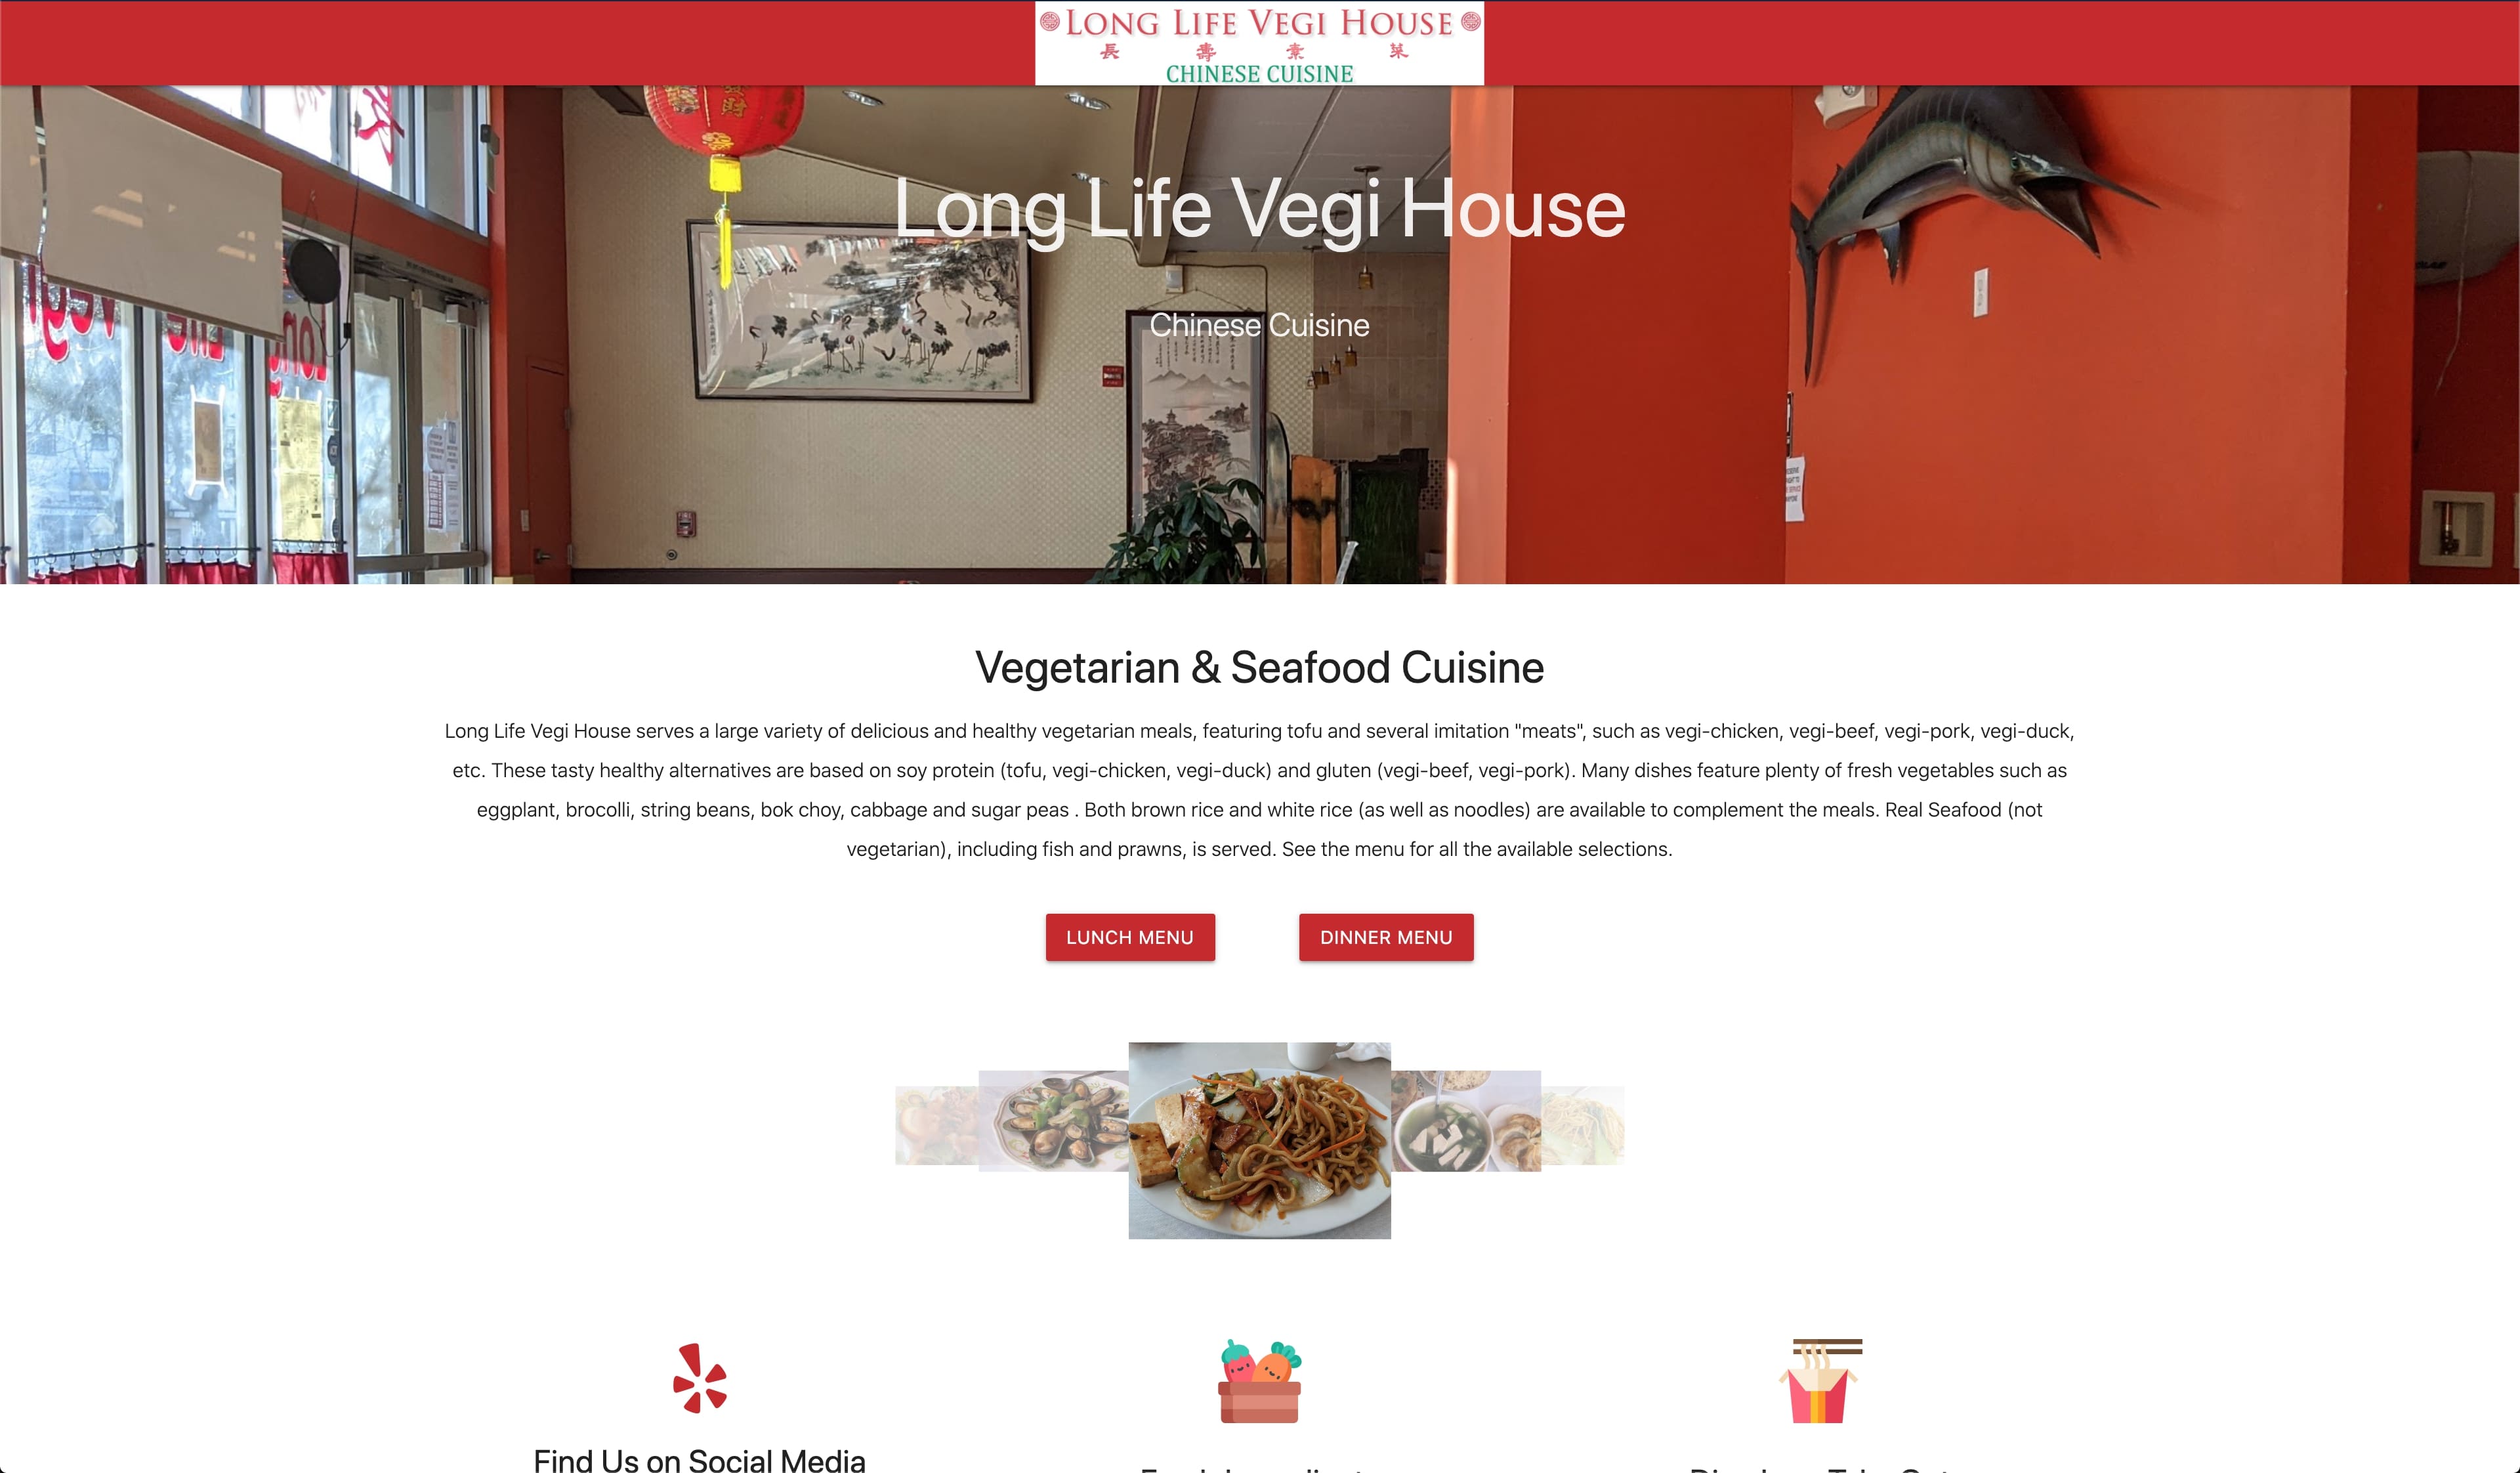 LONG LIFE VEGI HOUSE
長 壽 素 菜
CHINESE CUISINE
財
Long Life Vegi House
Chinese Cuisine
Vegi Life Long
Vegetarian & Seafood Cuisine
Long Life Vegi House serves a large variety of delicious and healthy vegetarian meals, featuring tofu and several imitation "meats", such as vegi-chicken, vegi-beef, vegi-pork, vegi-duck,
etc. These tasty healthy alternatives are based on soy protein (tofu, vegi-chicken, vegi-duck) and gluten (vegi-beef, vegi-pork). Many dishes feature plenty of fresh vegetables such as
eggplant, brocolli, string beans, bok choy, cabbage and sugar peas . Both brown rice and white rice (as well as noodles) are available to complement the meals. Real Seafood (not
vegetarian), including fish and prawns, is served. See the menu for all the available selections.
LUNCH MENU DINNER MENU
Find Us on Social Media